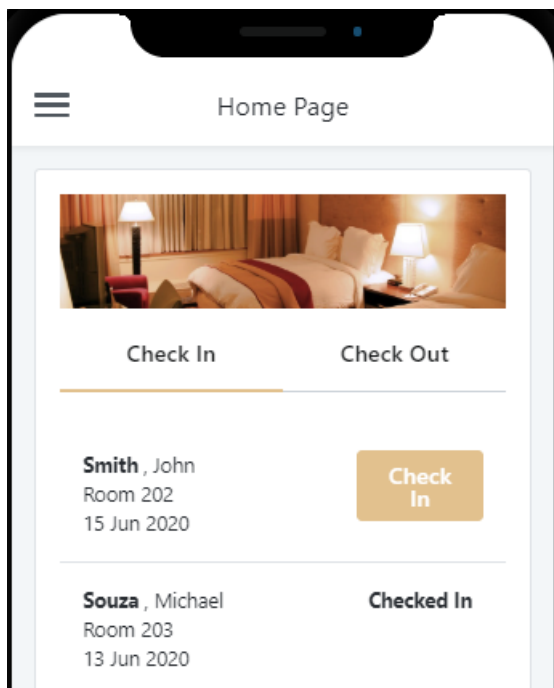 Home Page
Check In
Check Out
Smith , John
Room 202
15 Jun 2020
Check
In
Souza , Michael
Room 203
13 Jun 2020
Checked In